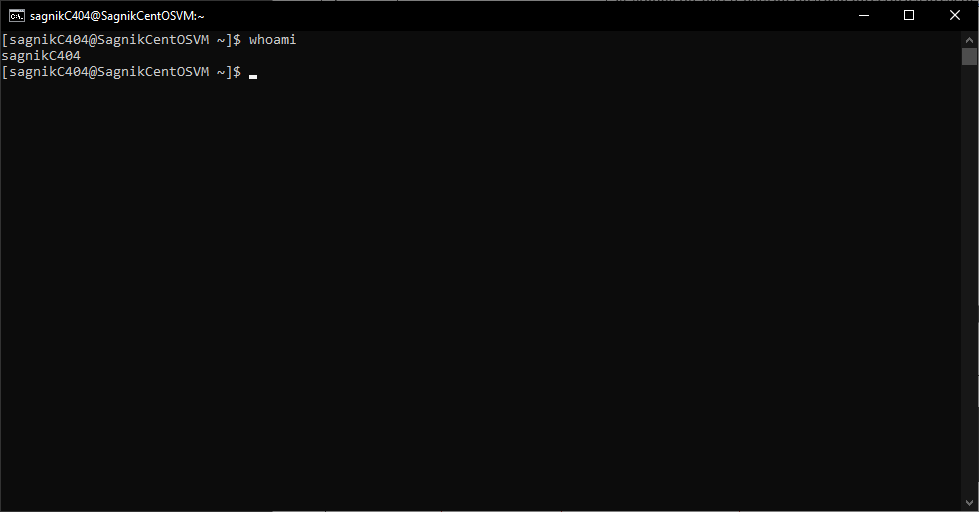 sagnikC404@SagnikCentOSVM:~
[sagnikC404@SagnikCentOSVM ~]$ whoami
sagnikC404
[sagnikC404@SagnikCentOSVM ~]$